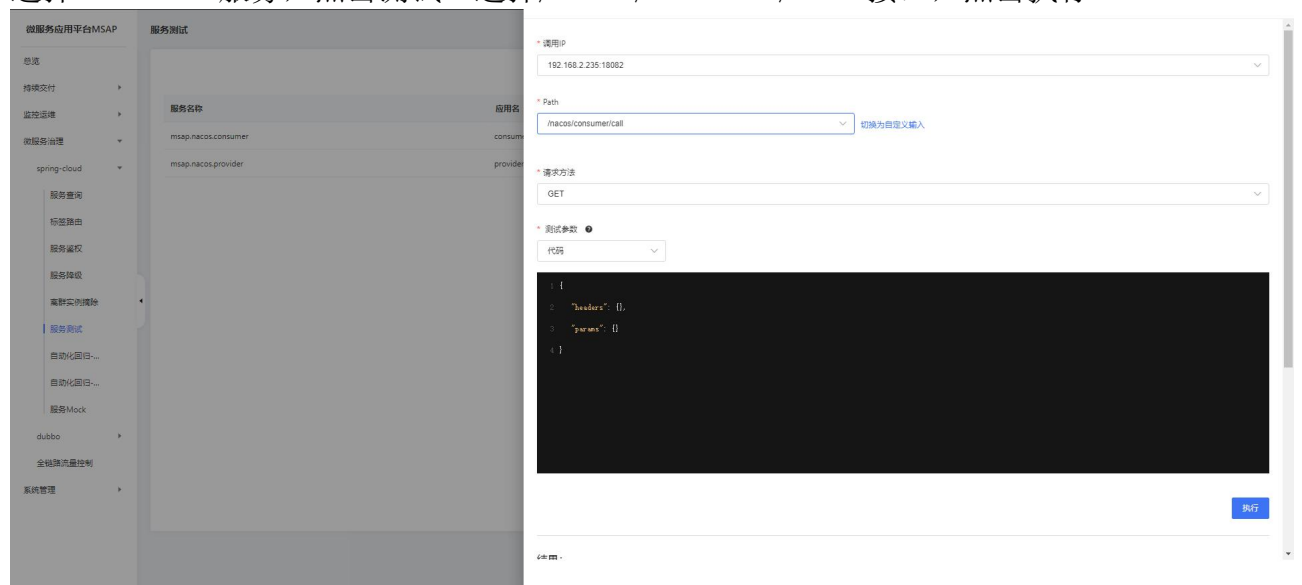 微服务应用平台MSAP
服务测试
总览
持续交付
监控运维
微服务治理
spring-cloud
服务查询
标签路由
服务鉴权
服务降级
离群实例摘除
服务测试
自动化回归-...
自动化回归-...
服务Mock
dubbo
全链路流量控制
系统管理
服务名称 应用名
msap.nacos.consumer consum
msap.nacos.provider provider
* 调用IP
192.168.2.235:18082
* Path
/nacos/consumer/call 切换为自定义输入
* 请求方法
GET
* 测试参数
代码
1 {
2 "headers": {},
3 "params": {}
4 }
执行
结果: